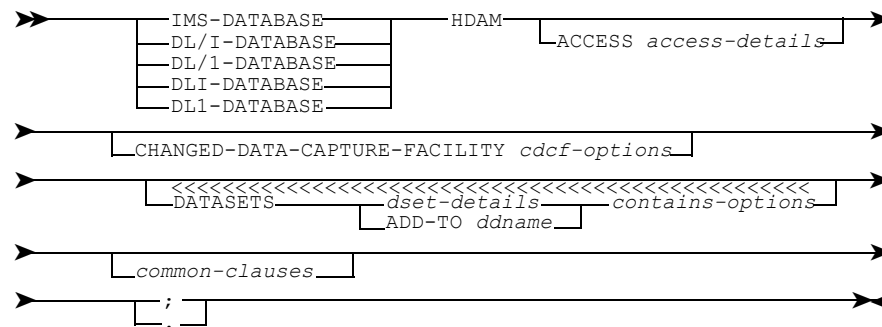 IMS-DATABASE HDAM
DL/I-DATABASE ACCESS access-details
DL/1-DATABASE
DLI-DATABASE
DL1-DATABASE
CHANGED-DATA-CAPTURE-FACILITY cdcf-options
<<<<<<<<<<<<<<<<<<<<<<<<<<<<<<<<<<<<<<<<<<<<<<<<<<
DATASETS dset-details contains-options
ADD-TO ddname
common-clauses
;
.